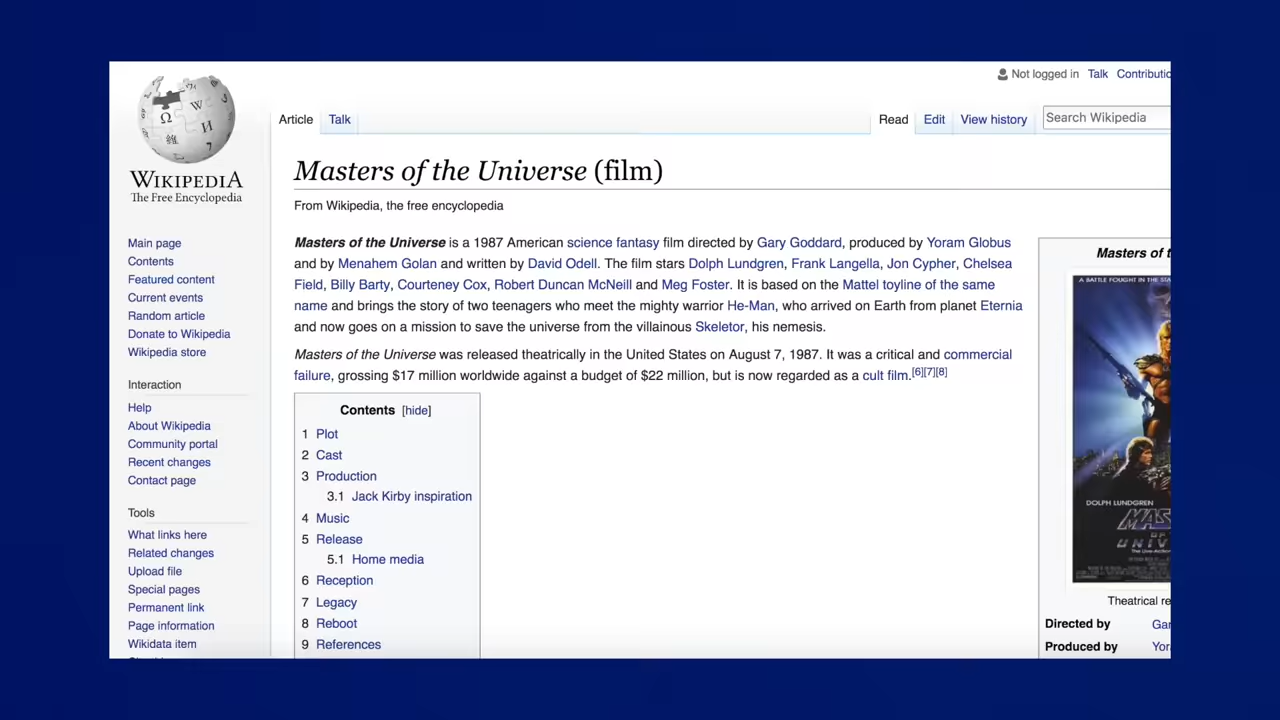 Not logged in Talk
Article Talk Read Edit View history Search Wikipedia
WIKIPEDIA
The Free Encyclopedia
Main page
Contents
Featured content
Current events
Random article
Donate to Wikipedia
Wikipedia store
Interaction
Help
About Wikipedia
Community portal
Recent changes
Contact page
Tools
What links here
Related changes
Upload file
Special pages
Permanent link
Page information
Wikidata item
Masters of the Universe (film)
From Wikipedia, the free encyclopedia
Masters of the Universe is a 1987 American science fantasy film directed by Gary Goddard, produced by Yoram Globus
and by Menahem Golan and written by David Odell. The film stars Dolph Lundgren, Frank Langella, Jon Cypher, Chelsea
Field, Billy Barty, Courteney Cox, Robert Duncan McNeill and Meg Foster. It is based on the Mattel toyline of the same
name and brings the story of two teenagers who meet the mighty warrior He-Man, who arrived on Earth from planet Eternia
and now goes on a mission to save the universe from the villainous Skeletor, his nemesis.
Masters of the Universe was released theatrically in the United States on August 7, 1987. It was a critical and commercial
failure, grossing $17 million worldwide against a budget of $22 million, but is now regarded as a cult film.[6][7][8]
Contents [hide]
1 Plot
2 Cast
3 Production
3.1 Jack Kirby inspiration
4 Music
5 Release
5.1 Home media
6 Reception
7 Legacy
8 Reboot
9 References
Masters of
A BATTLE FOUGHT IN THE
DOLPH LUNDGREN
Theatrical
Directed by
Produced by